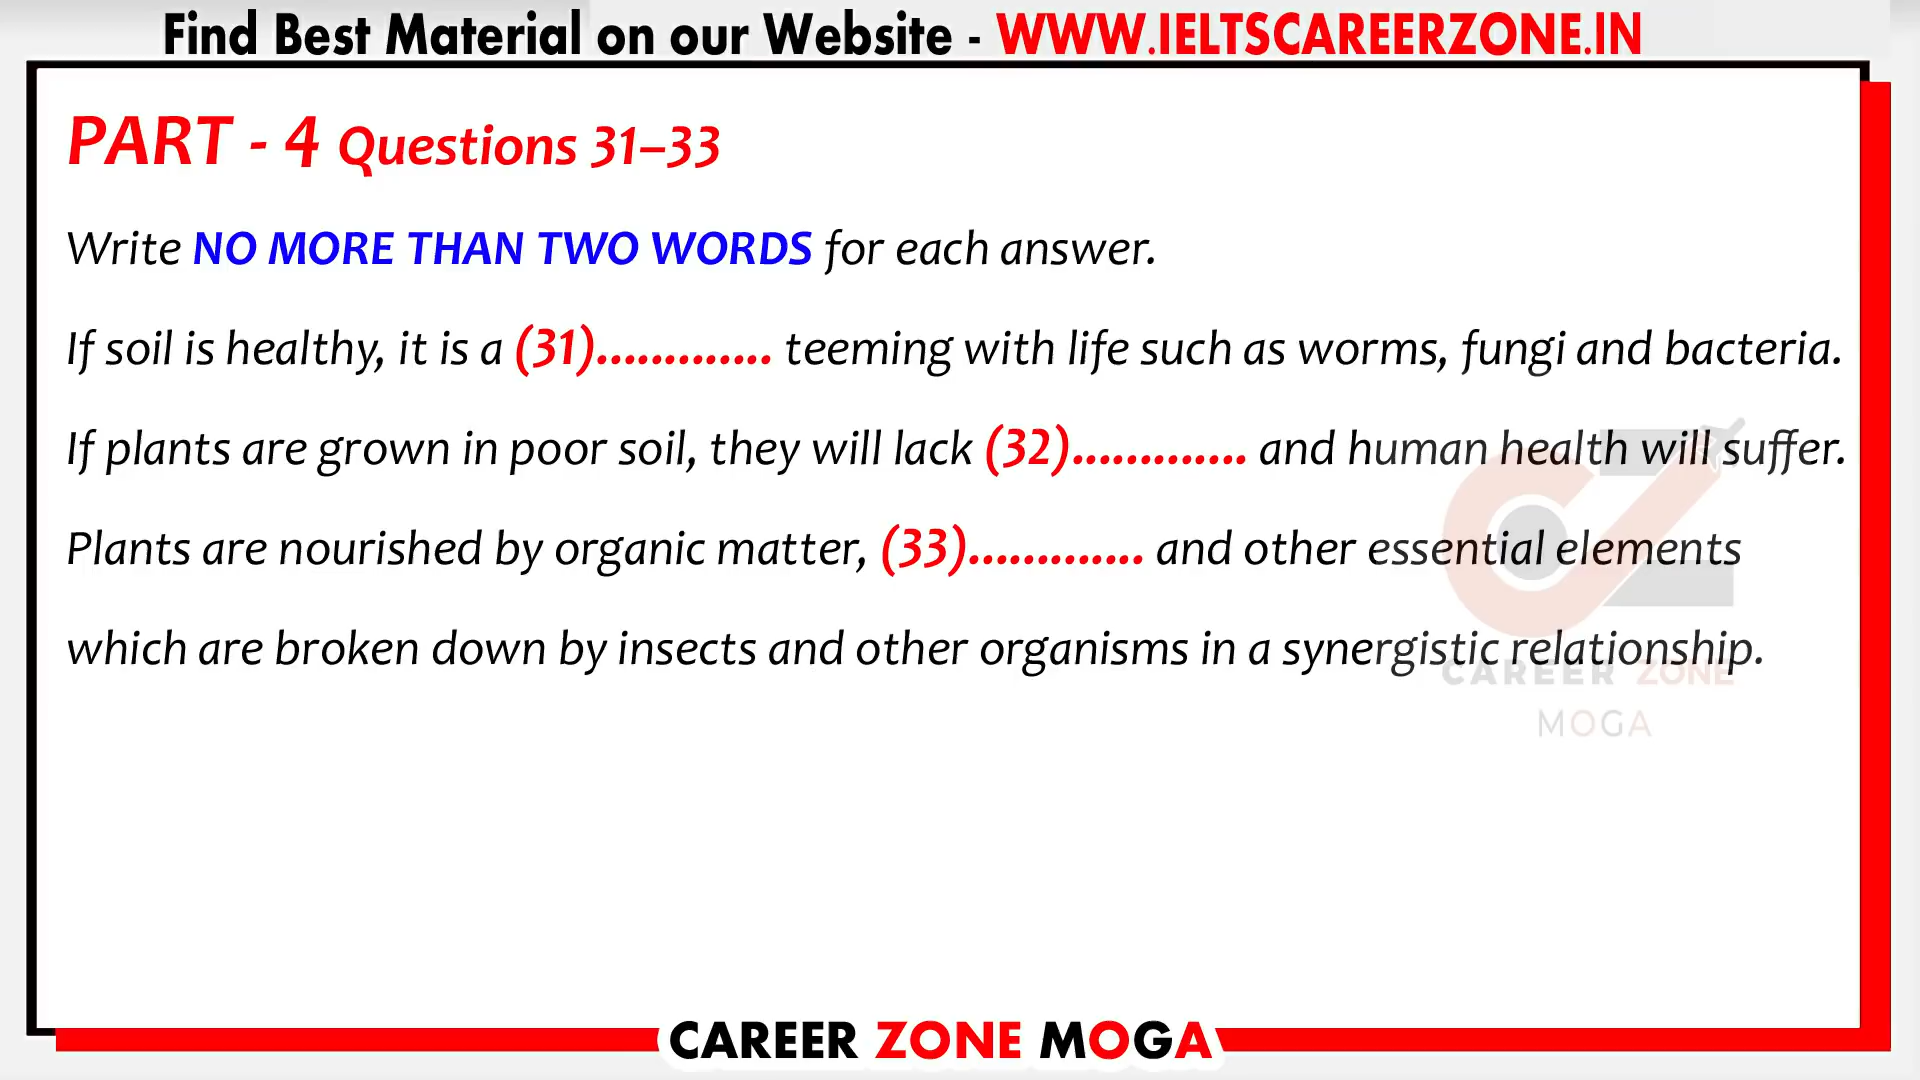 Find Best Material on our Website - WWW.IELTSCAREERZONE.IN
PART - 4 Questions 31–33
Write NO MORE THAN TWO WORDS for each answer.
If soil is healthy, it is a (31)............. teeming with life such as worms, fungi and bacteria.
If plants are grown in poor soil, they will lack (32)............. and human health will suffer.
Plants are nourished by organic matter, (33)............. and other essential elements
which are broken down by insects and other organisms in a synergistic relationship.
CAREER ZONE
MOGA
CAREER ZONE MOGA